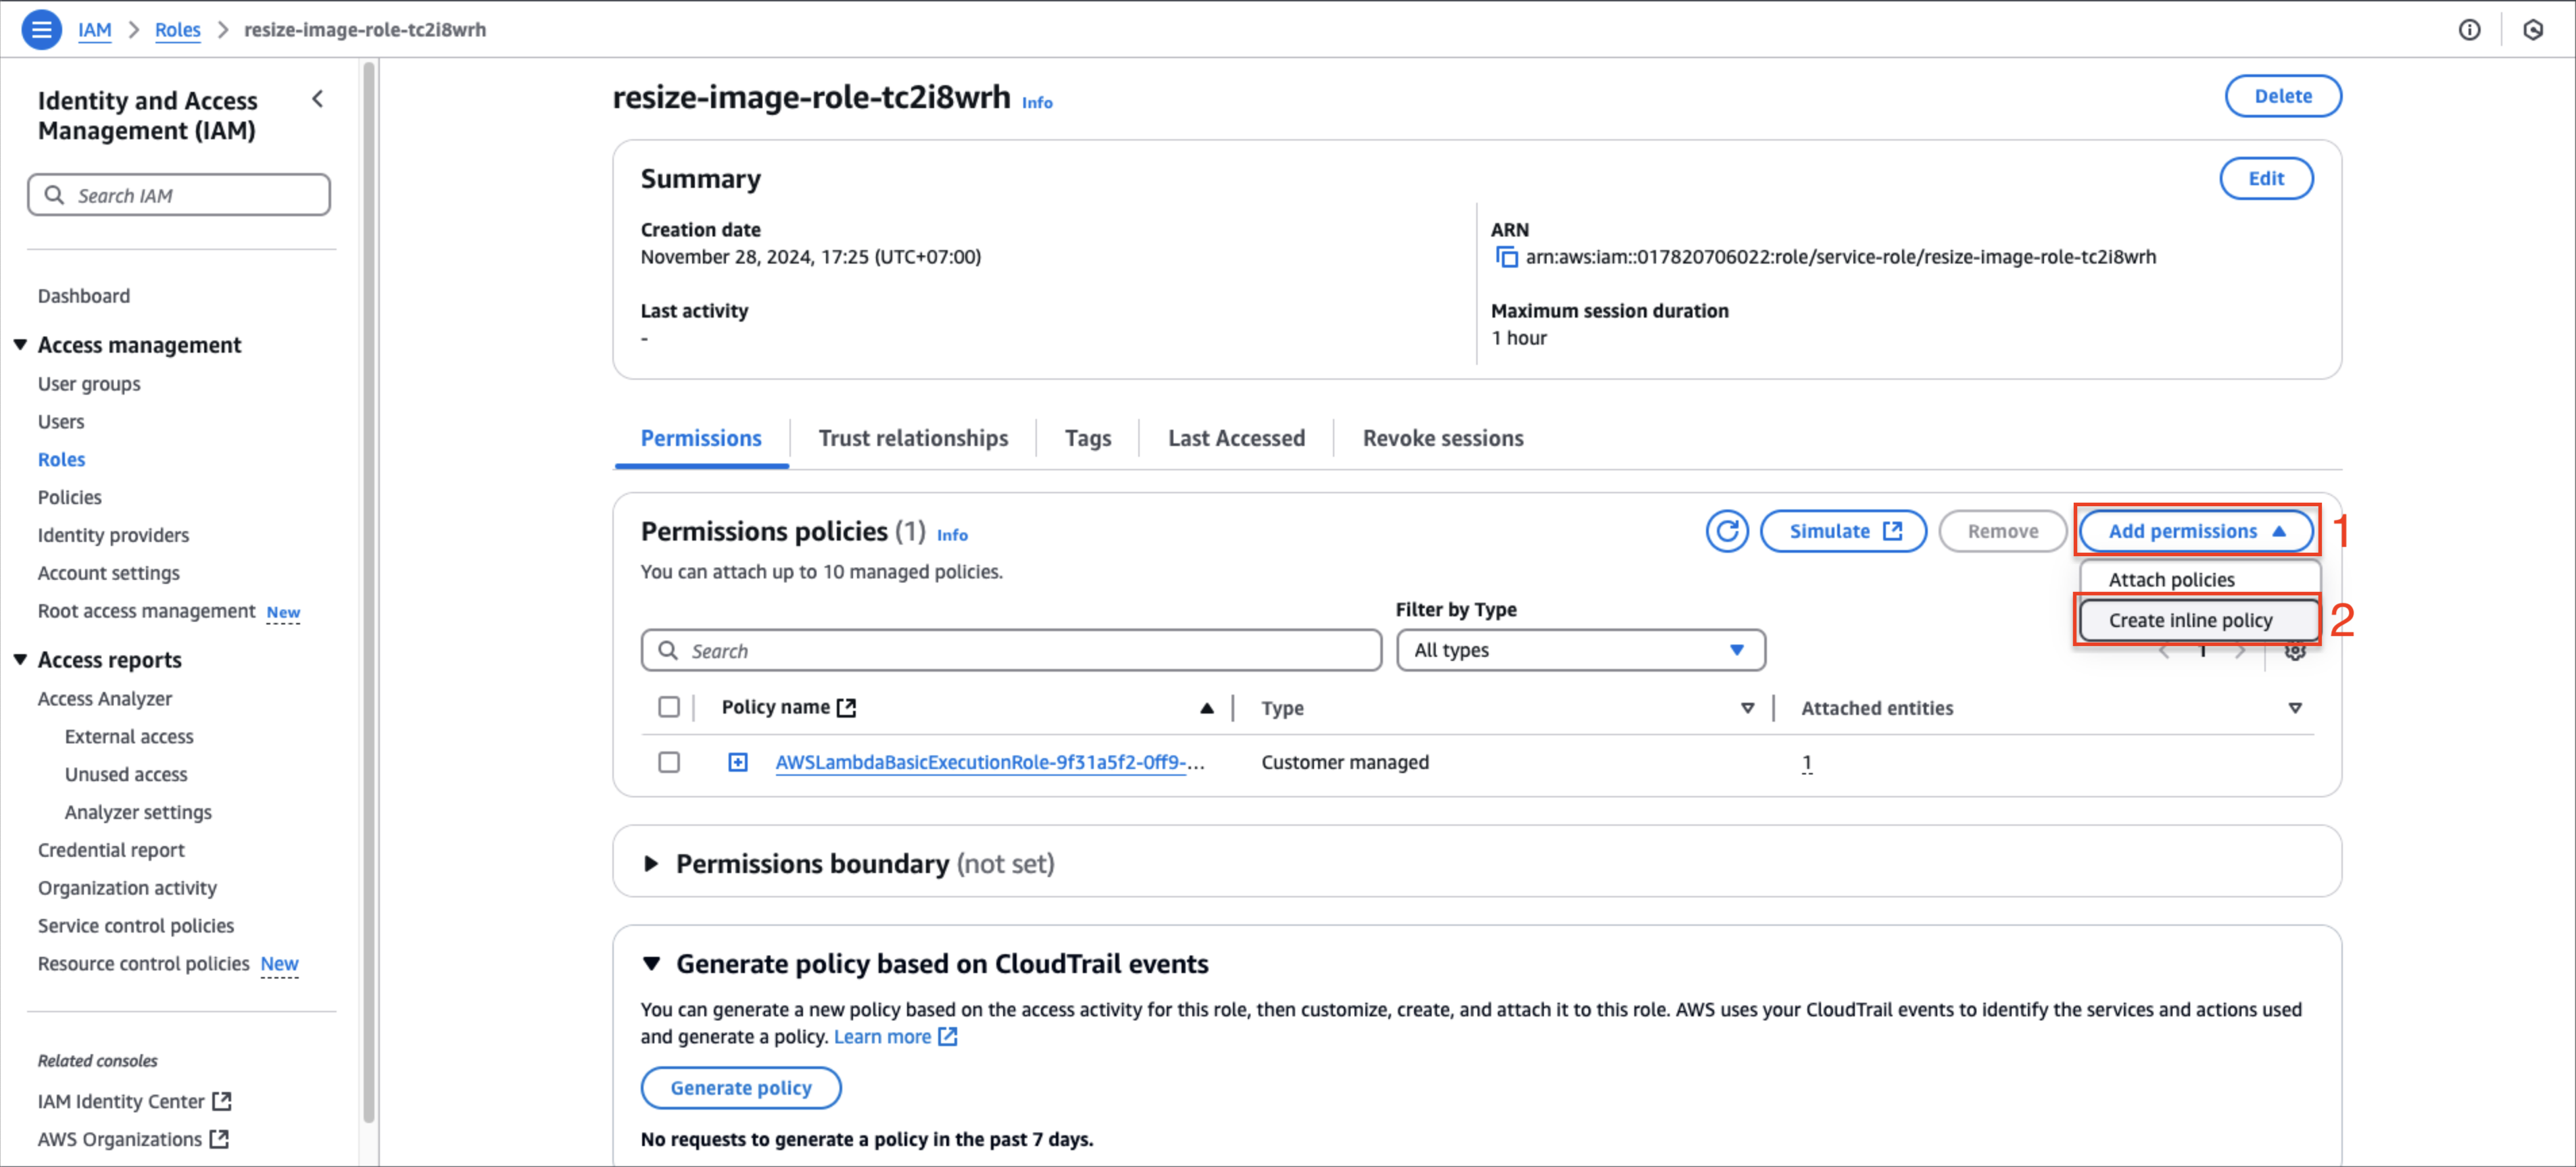 IAM > Roles > resize-image-role-tc2i8wrh
Identity and Access
Management (IAM)
Search IAM
Dashboard
Access management
User groups
Users
Roles
Policies
Identity providers
Account settings
Root access management New
Access reports
Access Analyzer
External access
Unused access
Analyzer settings
Credential report
Organization activity
Service control policies
Resource control policies New
Related consoles
IAM Identity Center
AWS Organizations
resize-image-role-tc2i8wrh Info
Delete
Summary
Edit
Creation date
November 28, 2024, 17:25 (UTC+07:00)
ARN
arn:aws:iam::017820706022:role/service-role/resize-image-role-tc2i8wrh
Last activity
-
Maximum session duration
1 hour
Permissions
Trust relationships
Tags
Last Accessed
Revoke sessions
Permissions policies (1) Info
Simulate
Remove
Add permissions
1
You can attach up to 10 managed policies.
Attach policies
Create inline policy
2
Filter by Type
Search
All types
1
Policy name
Type
Attached entities
AWSLambdaBasicExecutionRole-9f31a5f2-0ff9-...
Customer managed
1
Permissions boundary (not set)
Generate policy based on CloudTrail events
You can generate a new policy based on the access activity for this role, then customize, create, and attach it to this role. AWS uses your CloudTrail events to identify the services and actions used
and generate a policy. Learn more
Generate policy
No requests to generate a policy in the past 7 days.